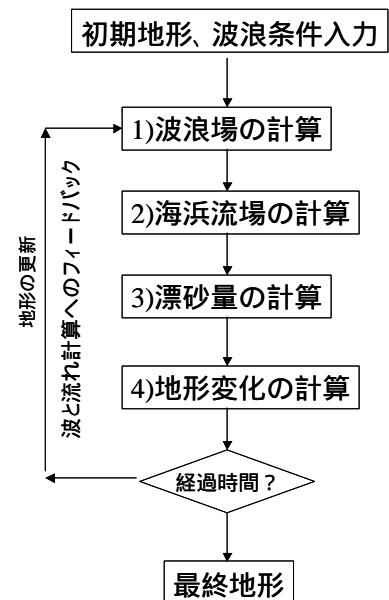 初期地形、波浪条件入力
1)波浪場の計算
2)海浜流場の計算
3)漂砂量の計算
4)地形変化の計算
地形の更新
波と流れ計算へのフィードバック
経過時間？
最終地形